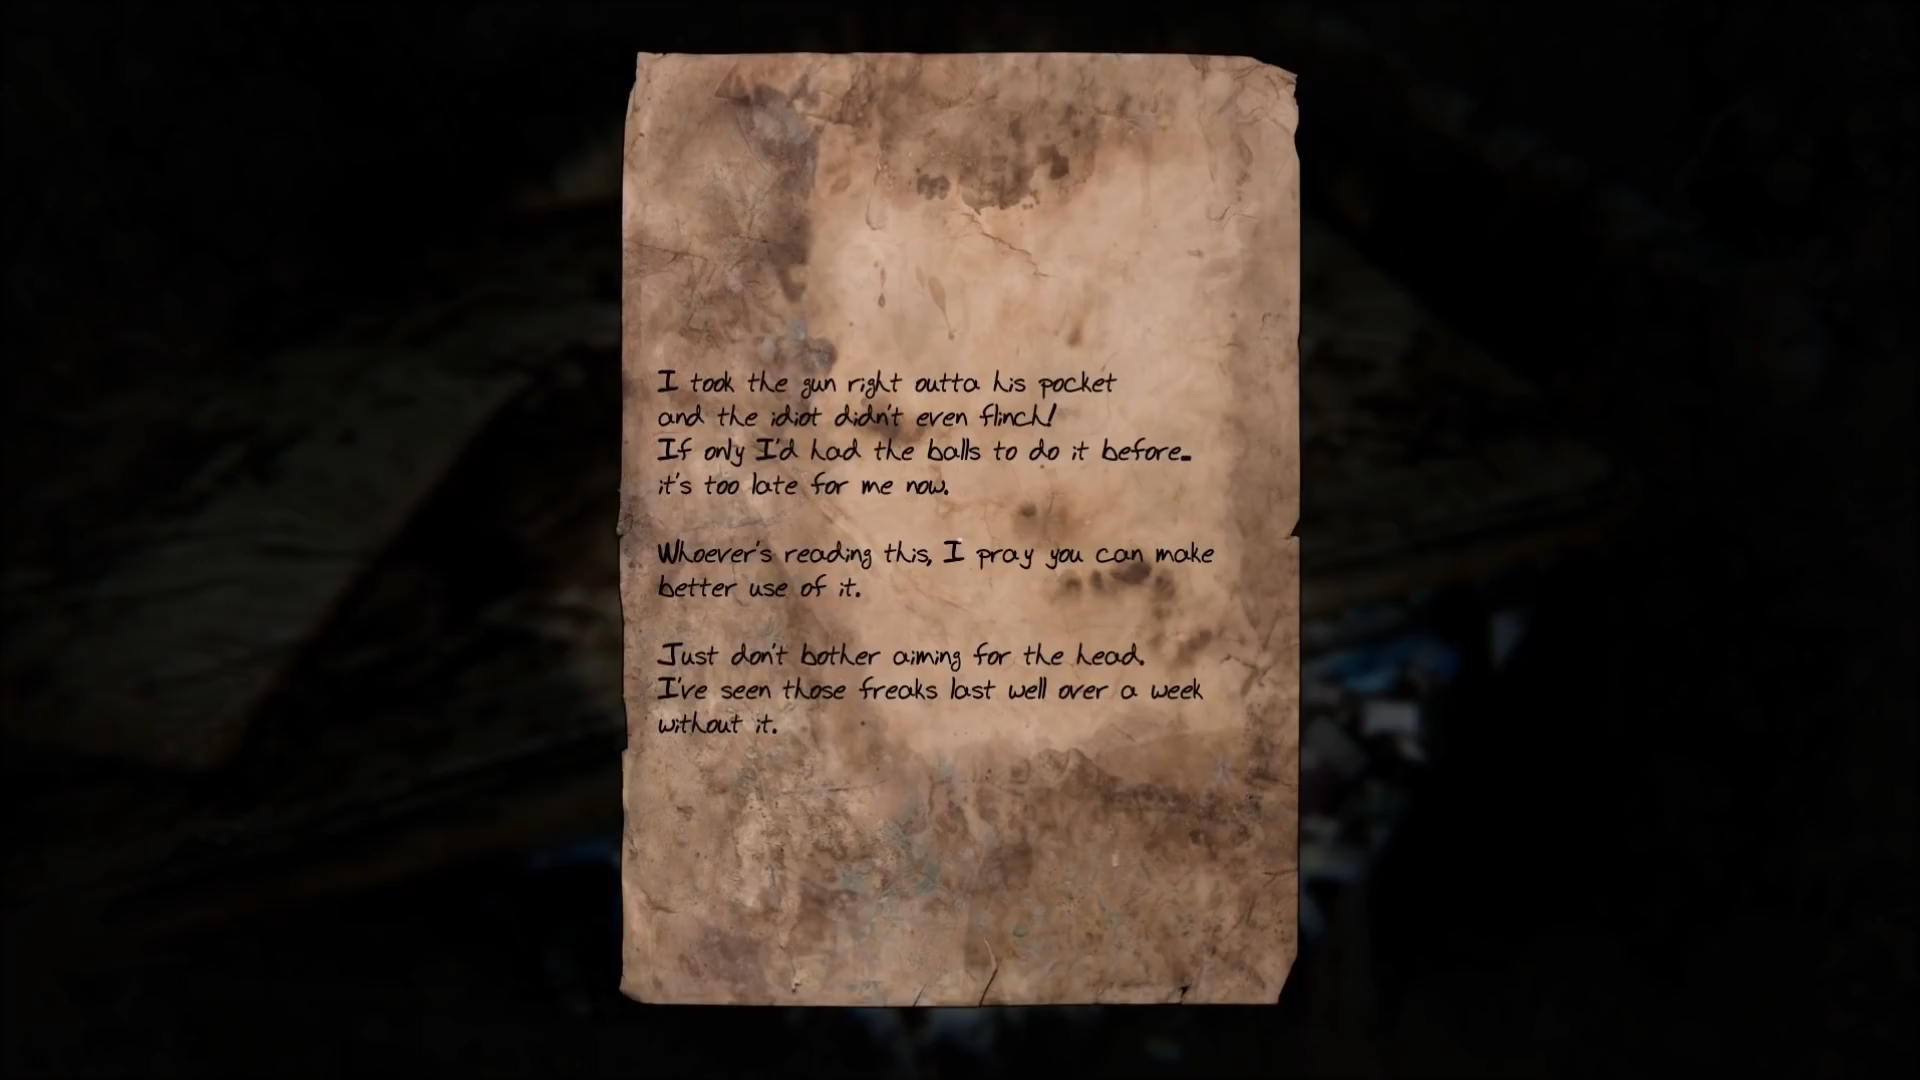 I took the gun right outta his pocket
and the idiot didn't even flinch!
If only I'd had the balls to do it before…
it's too late for me now.
Whoever's reading this, I pray you can make
better use of it.
Just don't bother aiming for the head.
I've seen those freaks last well over a week
without it.